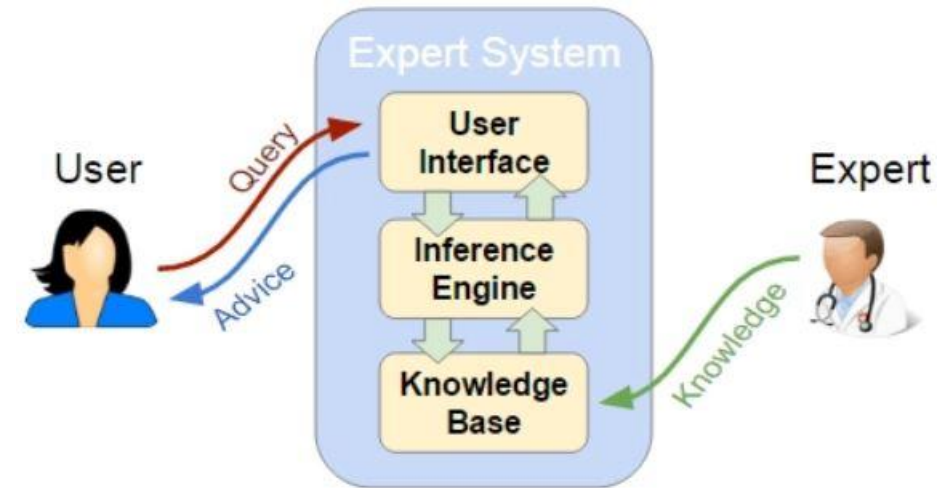 Expert System
User
Interface
User
Query
Advice
Expert
Inference
Engine
Knowledge
Knowledge
Base